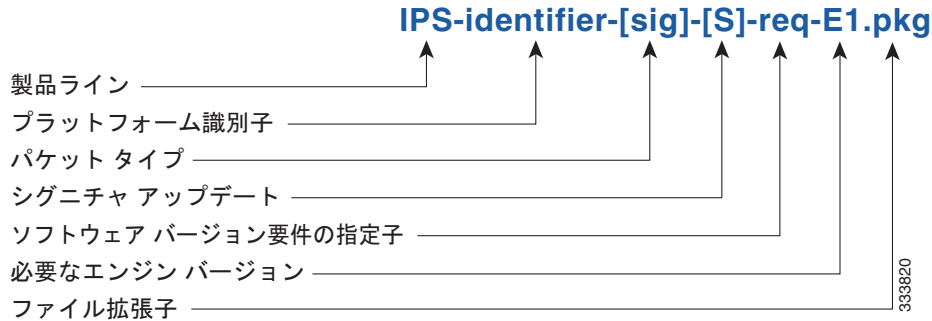 IPS-identifier-[sig]-[S]-req-E1.pkg
製品ライン
プラットフォーム識別子
パケット タイプ
シグニチャ アップデート
ソフトウェア バージョン要件の指定子
必要なエンジン バージョン
ファイル拡張子
333820